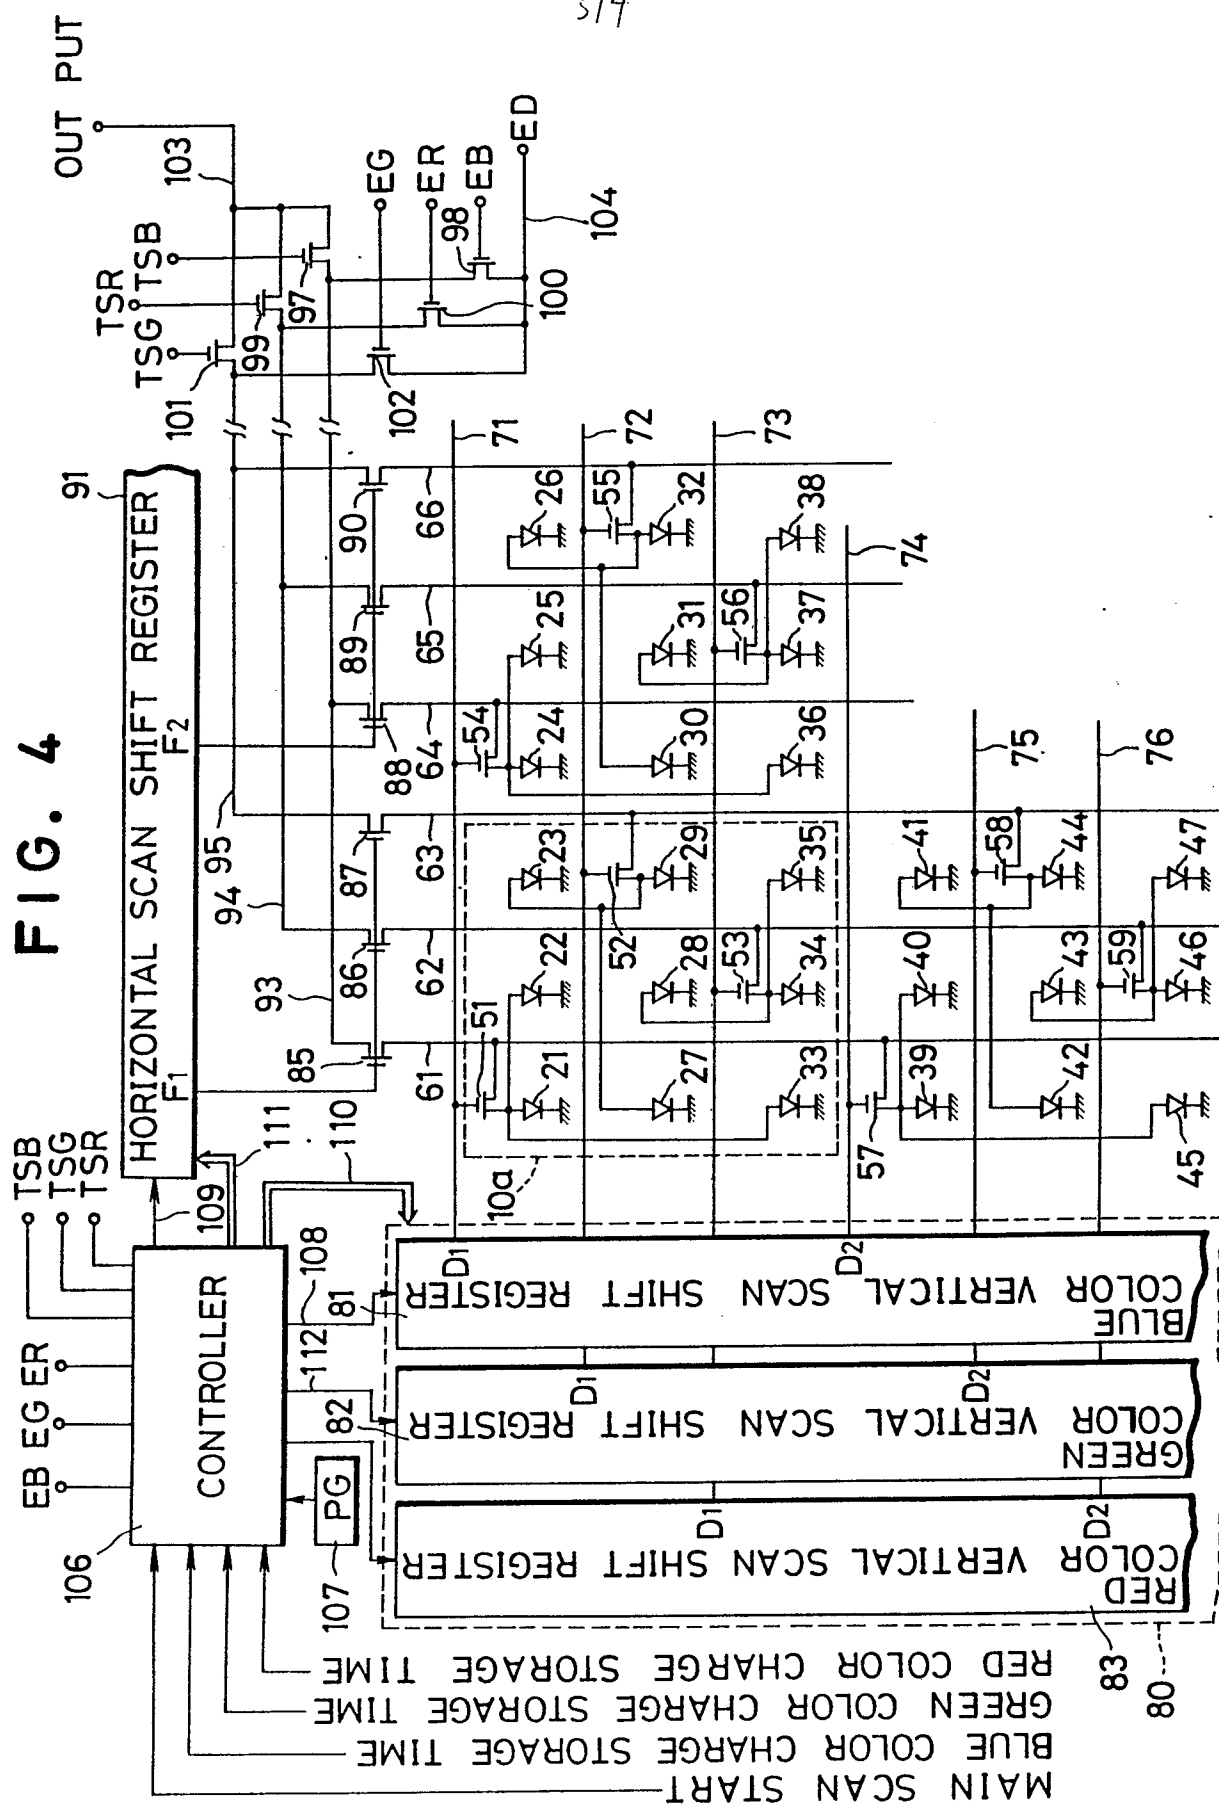 3/4
FIG. 4
OUT PUT
103
TSG TSR TSB
101
99
97
EG
ER
EB
ED
98
100
102
104
91
HORIZONTAL SCAN SHIFT REGISTER
F1
F2
93
94
95
85
86
87
88
89
90
61
62
63
64
65
66
71
72
73
74
75
76
51
52
53
54
55
56
57
58
59
21
22
23
24
25
26
27
28
29
30
31
32
33
34
35
36
37
38
39
40
41
42
43
44
45
46
47
10a
TSB
TSG
TSR
EB EG ER
CONTROLLER
106
PG
107
109
111
110
108
112
81
82
83
80
BLUE COLOR VERTICAL SCAN SHIFT REGISTER
D1
D2
GREEN COLOR VERTICAL SCAN SHIFT REGISTER
D1
D2
RED COLOR VERTICAL SCAN SHIFT REGISTER
D1
D2
RED COLOR CHARGE STORAGE TIME
GREEN COLOR CHARGE STORAGE TIME
BLUE COLOR CHARGE STORAGE TIME
MAIN SCAN START